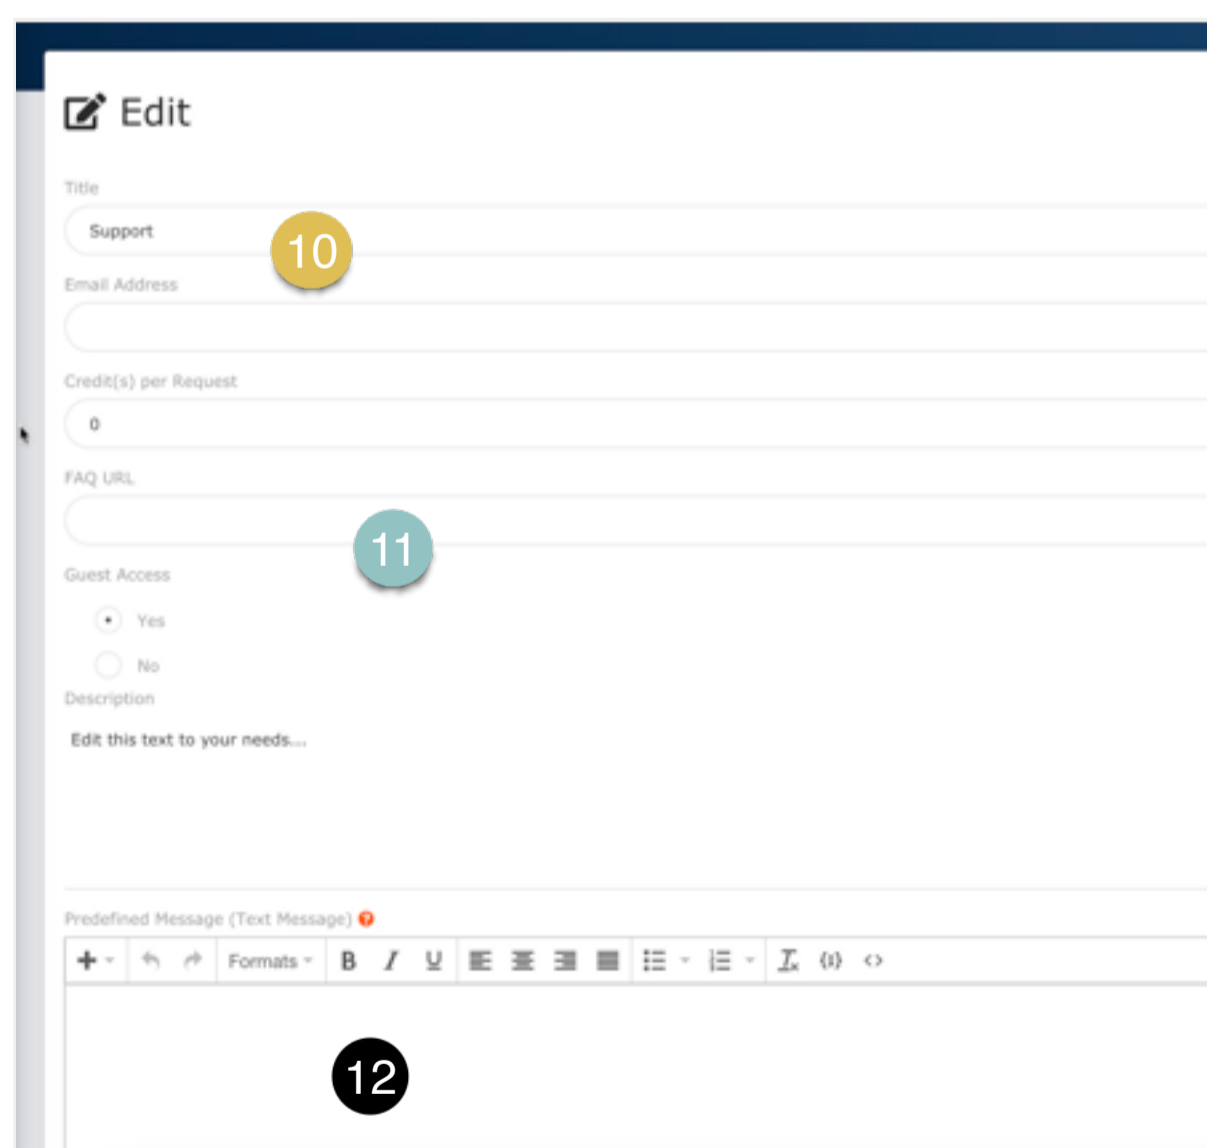 Edit
Title
Support
10
Email Address
Credit(s) per Request
0
FAQ URL
11
Guest Access
Yes
No
Description
Edit this text to your needs....
Predefined Message (Text Message) ?
Formats B I U
12